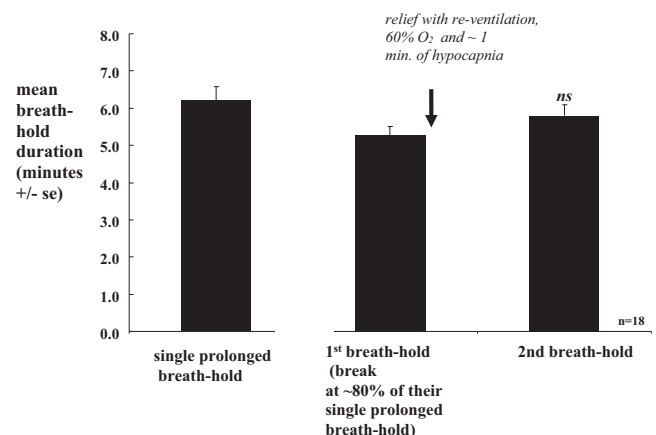 relief with re-ventilation,
60% O2 and ~ 1
min. of hypocapnia
mean
breath-
hold
duration
(minutes
+/- se)
8.0
7.0
6.0
5.0
4.0
3.0
2.0
1.0
0.0
ns
n=18
single prolonged
breath-hold
1st breath-hold
(break
at ~80% of their
single prolonged
breath-hold)
2nd breath-hold